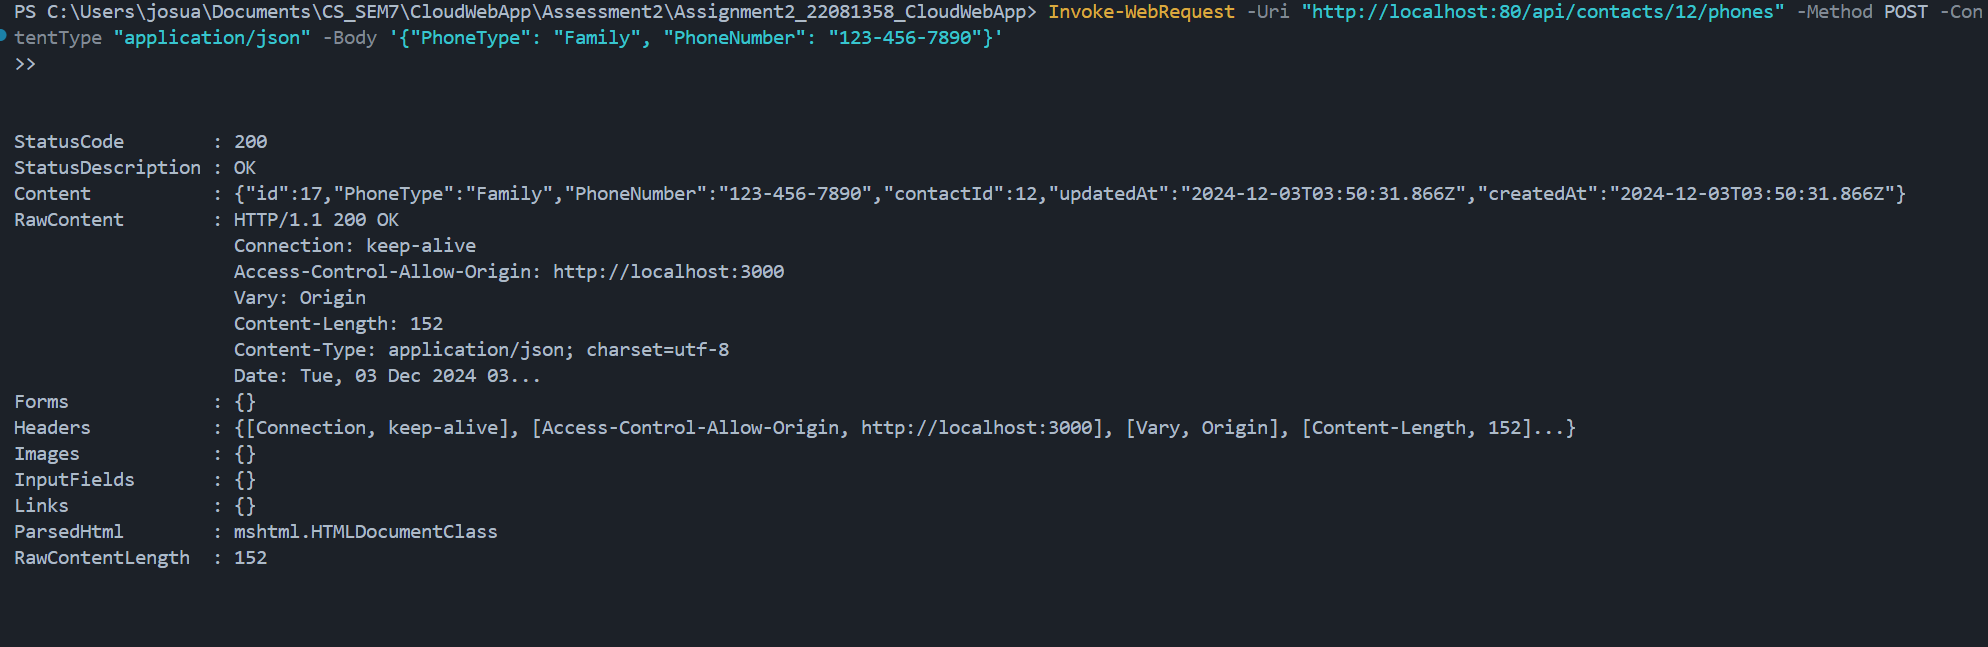 PS C:\Users\josua\Documents\CS_SEM7\CloudWebApp\Assessment2\Assignment2_22081358_CloudWebApp> Invoke-WebRequest -Uri "http://localhost:80/api/contacts/12/phones" -Method POST -Con
tentType "application/json" -Body '{"PhoneType": "Family", "PhoneNumber": "123-456-7890"}'
>>
StatusCode        : 200
StatusDescription : OK
Content           : {"id":17,"PhoneType":"Family","PhoneNumber":"123-456-7890","contactId":12,"updatedAt":"2024-12-03T03:50:31.866Z","createdAt":"2024-12-03T03:50:31.866Z"}
RawContent        : HTTP/1.1 200 OK
                    Connection: keep-alive
                    Access-Control-Allow-Origin: http://localhost:3000
                    Vary: Origin
                    Content-Length: 152
                    Content-Type: application/json; charset=utf-8
                    Date: Tue, 03 Dec 2024 03...
Forms             : {}
Headers           : {[Connection, keep-alive], [Access-Control-Allow-Origin, http://localhost:3000], [Vary, Origin], [Content-Length, 152]...}
Images            : {}
InputFields       : {}
Links             : {}
ParsedHtml        : mshtml.HTMLDocumentClass
RawContentLength  : 152